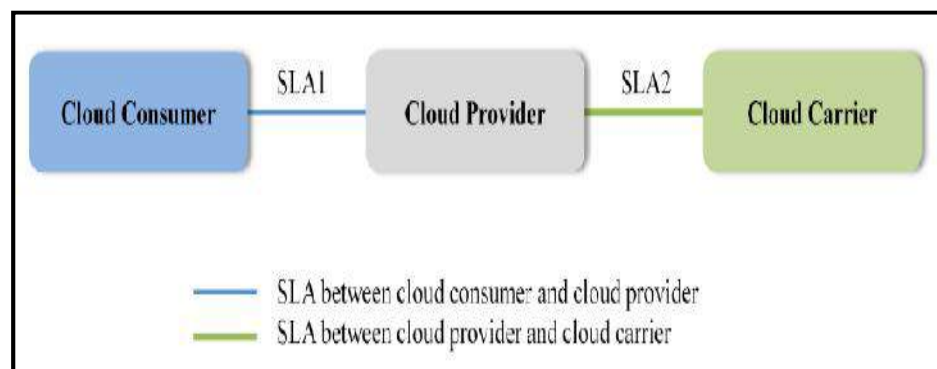 SLA1
SLA2
Cloud Consumer
Cloud Provider
Cloud Carrier
SLA between cloud consumer and cloud provider
SLA between cloud provider and cloud carrier